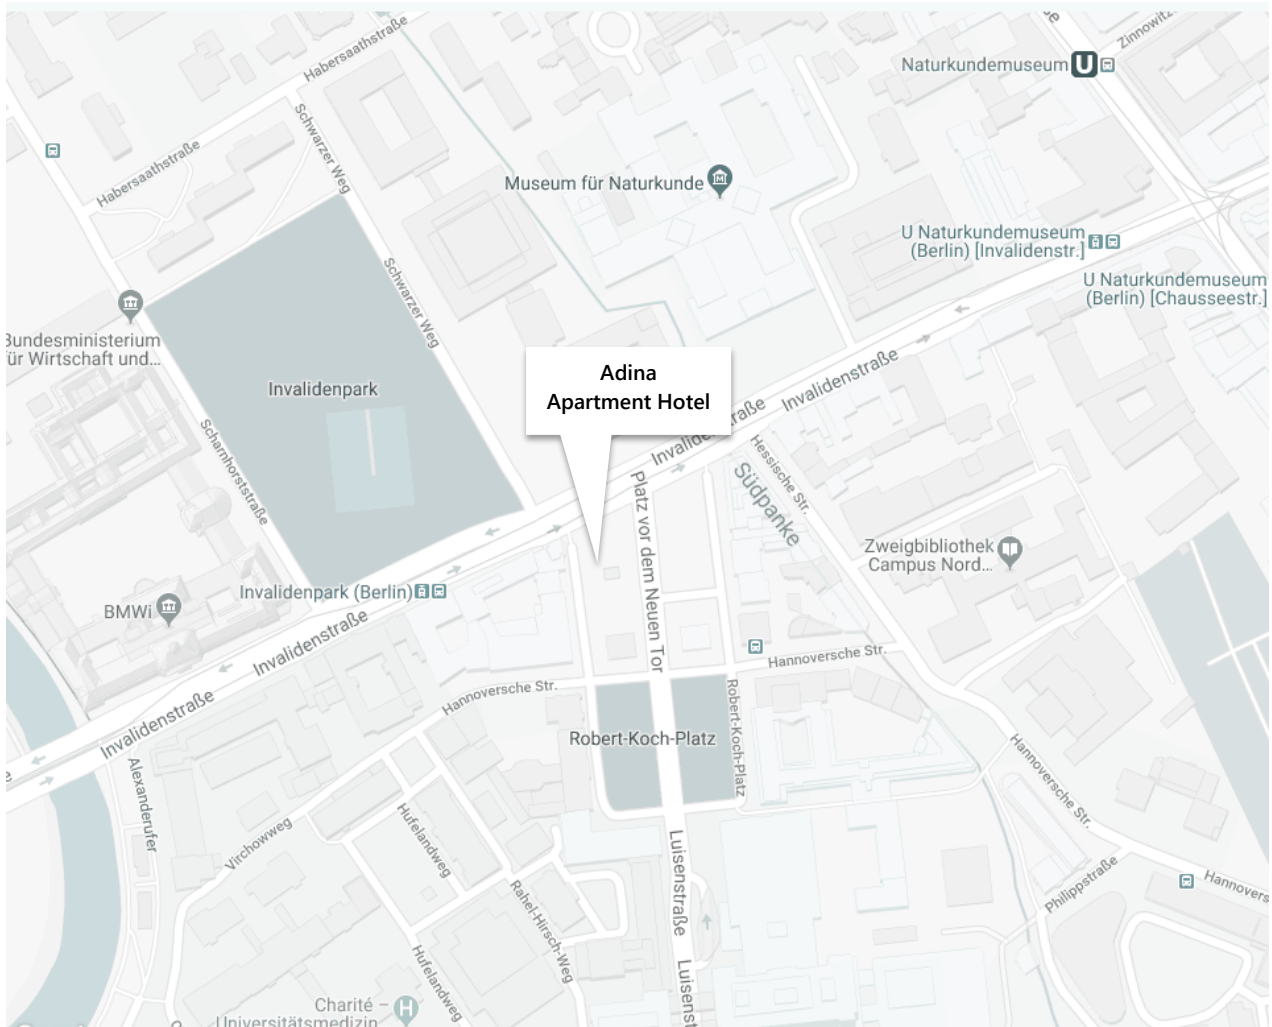 Habersaathstraße
Zinnowitz
Naturkundemuseum
U
Schwarzer Weg
Habersaathstraße
Museum für Naturkunde
U Naturkundemuseum
(Berlin) [Invalidenstr.]
U Naturkundemuseum
(Berlin) [Chausseestr.]
Schwarzer Weg
Bundesministerium
für Wirtschaft und...
Invalidenpark
Adina
Apartment Hotel
Invalidenstraße
Invalidenstraße
Scharnhorststraße
Hessische Str.
Südpanke
Platz vor dem Neuen Tor
Zweigbibliothek
Campus Nord...
Invalidenpark (Berlin)
BMWi
Invalidenstraße
Hannoversche Str.
Hannoversche Str.
Invalidenstraße
Robert-Koch-Platz
Robert-Koch-Platz
Hannoversche Str.
Alexanderufer
Virchowweg
Hufelandweg
Luisenstraße
Philippstraße
Hannovers
Rahel-Hirsch-Weg
Hufelandweg
Luisenst
Charité –
Universitätsmedizin
H